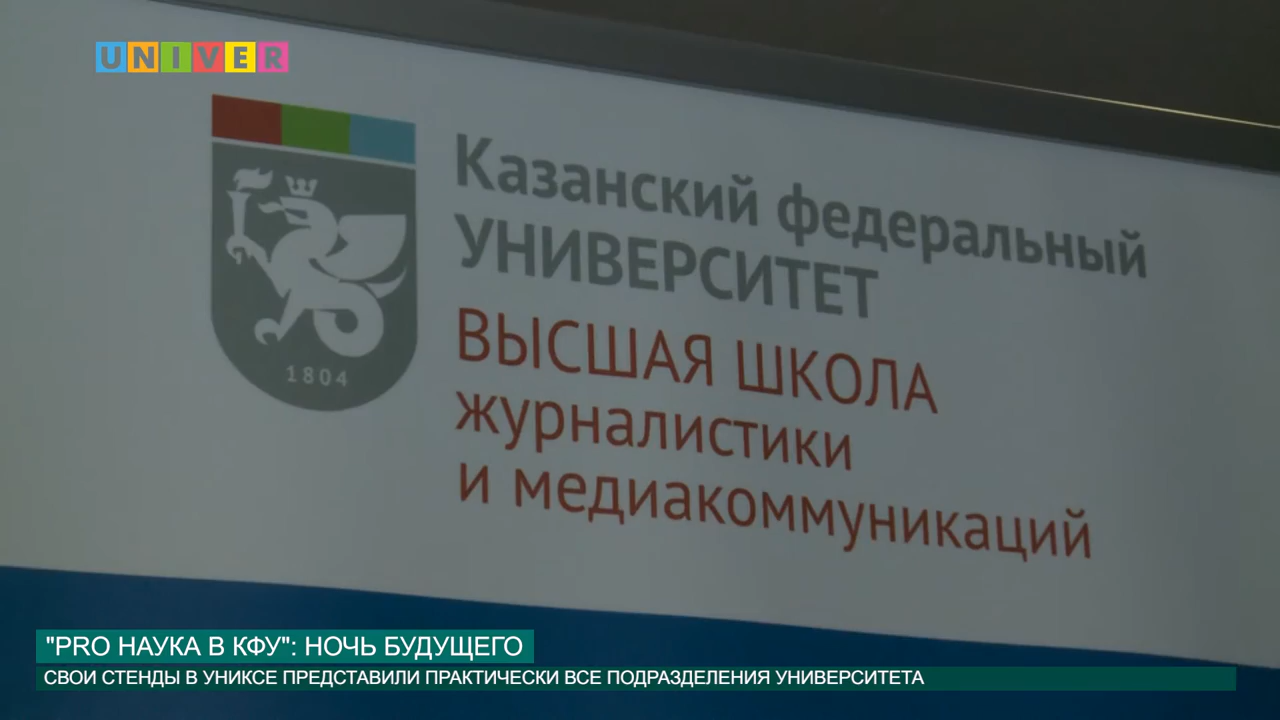 UNIVER
Казанский федеральный
УНИВЕРСИТЕТ
ВЫСШАЯ ШКОЛА
журналистики
и медиакоммуникаций
1804
"PRO НАУКА В КФУ": НОЧЬ БУДУЩЕГО
СВОИ СТЕНДЫ В УНИКСЕ ПРЕДСТАВИЛИ ПРАКТИЧЕСКИ ВСЕ ПОДРАЗДЕЛЕНИЯ УНИВЕРСИТЕТА